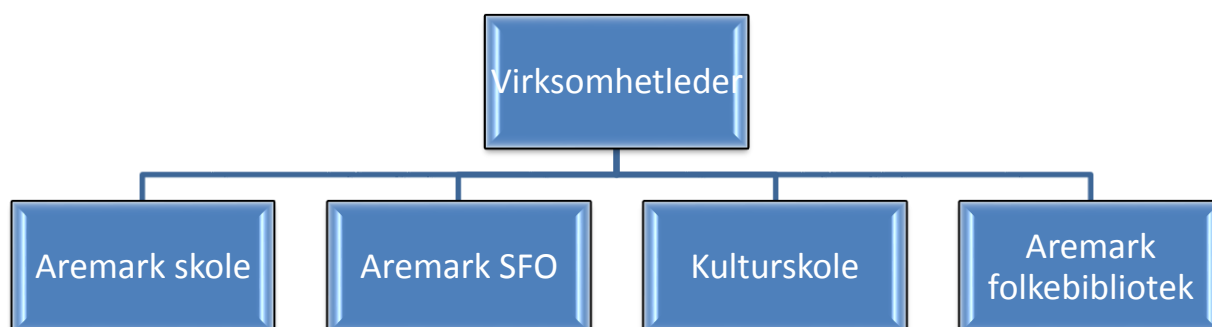 Virksomhetleder
Aremark skole
Aremark SFO
Kulturskole
Aremark
folkebibliotek